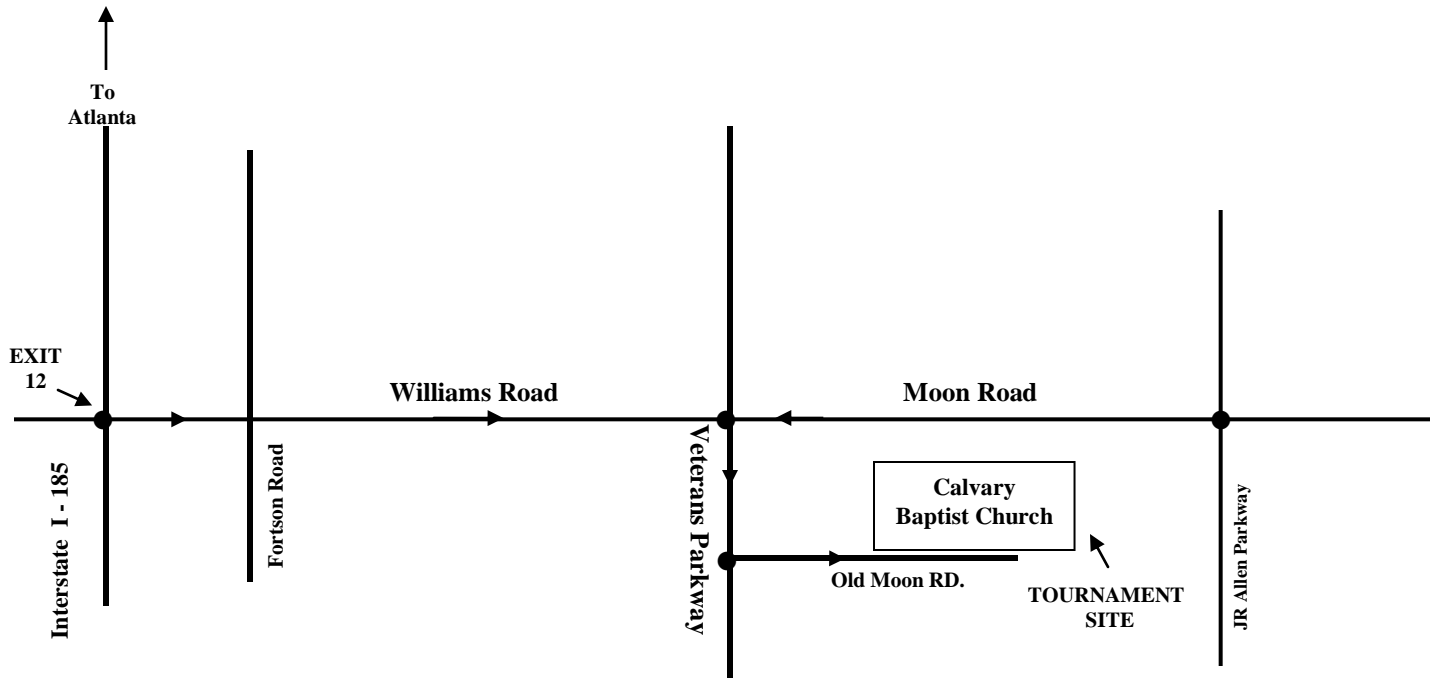 To
Atlanta
EXIT
12
Williams Road
Moon Road
Interstate I - 185
Fortson Road
Veterans Parkway
Calvary
Baptist Church
Old Moon RD.
TOURNAMENT
SITE
JR Allen Parkway